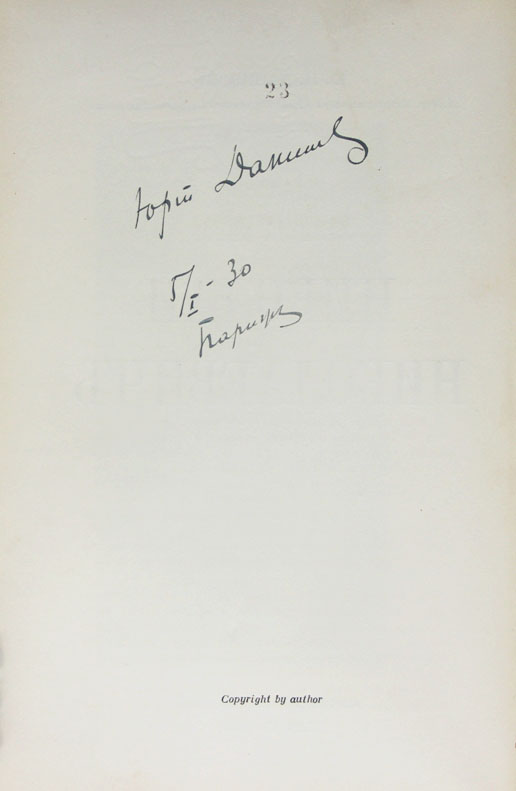 23
Юрій Данилов
5/I - 30
Париж
Copyright by author